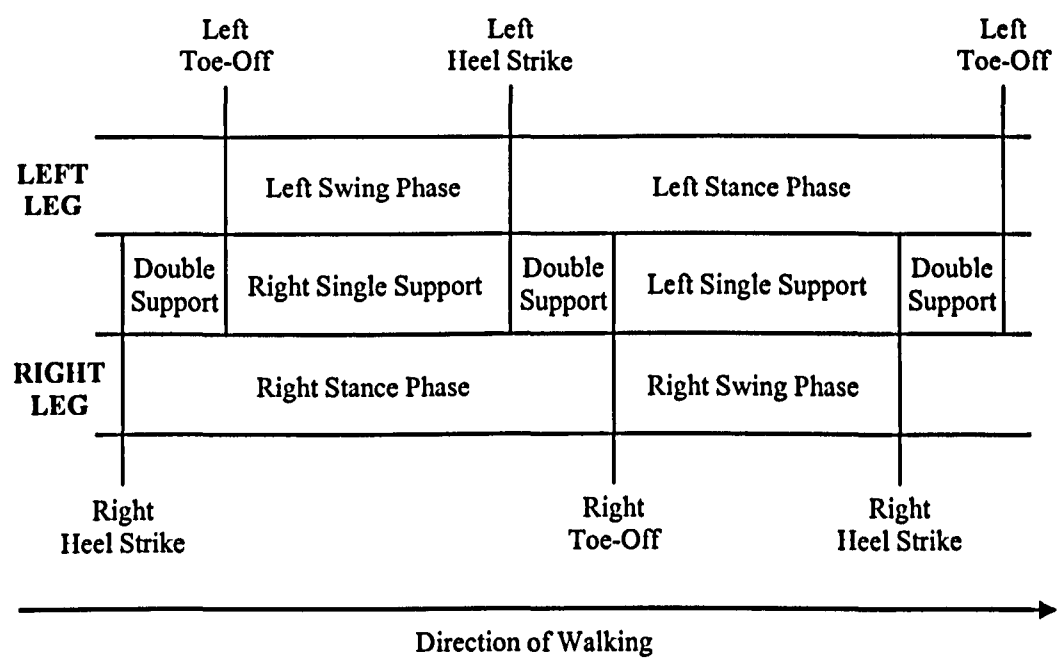 Left
Toe-Off
Left
Heel Strike
Left
Toe-Off
LEFT
LEG
Left Swing Phase
Left Stance Phase
Double
Support
Right Single Support
Double
Support
Left Single Support
Double
Support
RIGHT
LEG
Right Stance Phase
Right Swing Phase
Right
Heel Strike
Right
Toe-Off
Right
Heel Strike
Direction of Walking